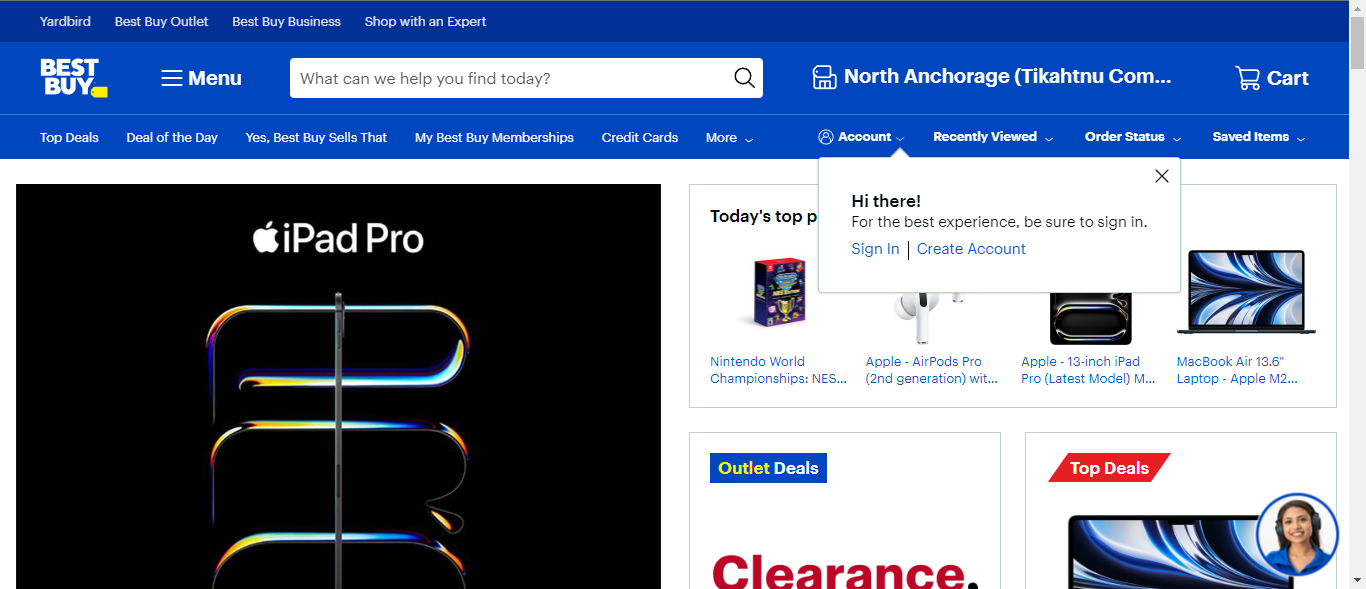 Yardbird
Best Buy Outlet
Best Buy Business
Shop with an Expert
BEST
BUY
Menu
What can we help you find today?
North Anchorage (Tikahtnu Com...
Cart
Top Deals
Deal of the Day
Yes, Best Buy Sells That
My Best Buy Memberships
Credit Cards
More
Account
Recently Viewed
Order Status
Saved Items
Hi there!
For the best experience, be sure to sign in.
Sign In | Create Account
iPad Pro
Today's top p
Nintendo World
Championships: NES...
Apple - AirPods Pro
(2nd generation) wit...
Apple - 13-inch iPad
Pro (Latest Model) M...
MacBook Air 13.6"
Laptop - Apple M2...
Outlet Deals
Clearance.
Top Deals